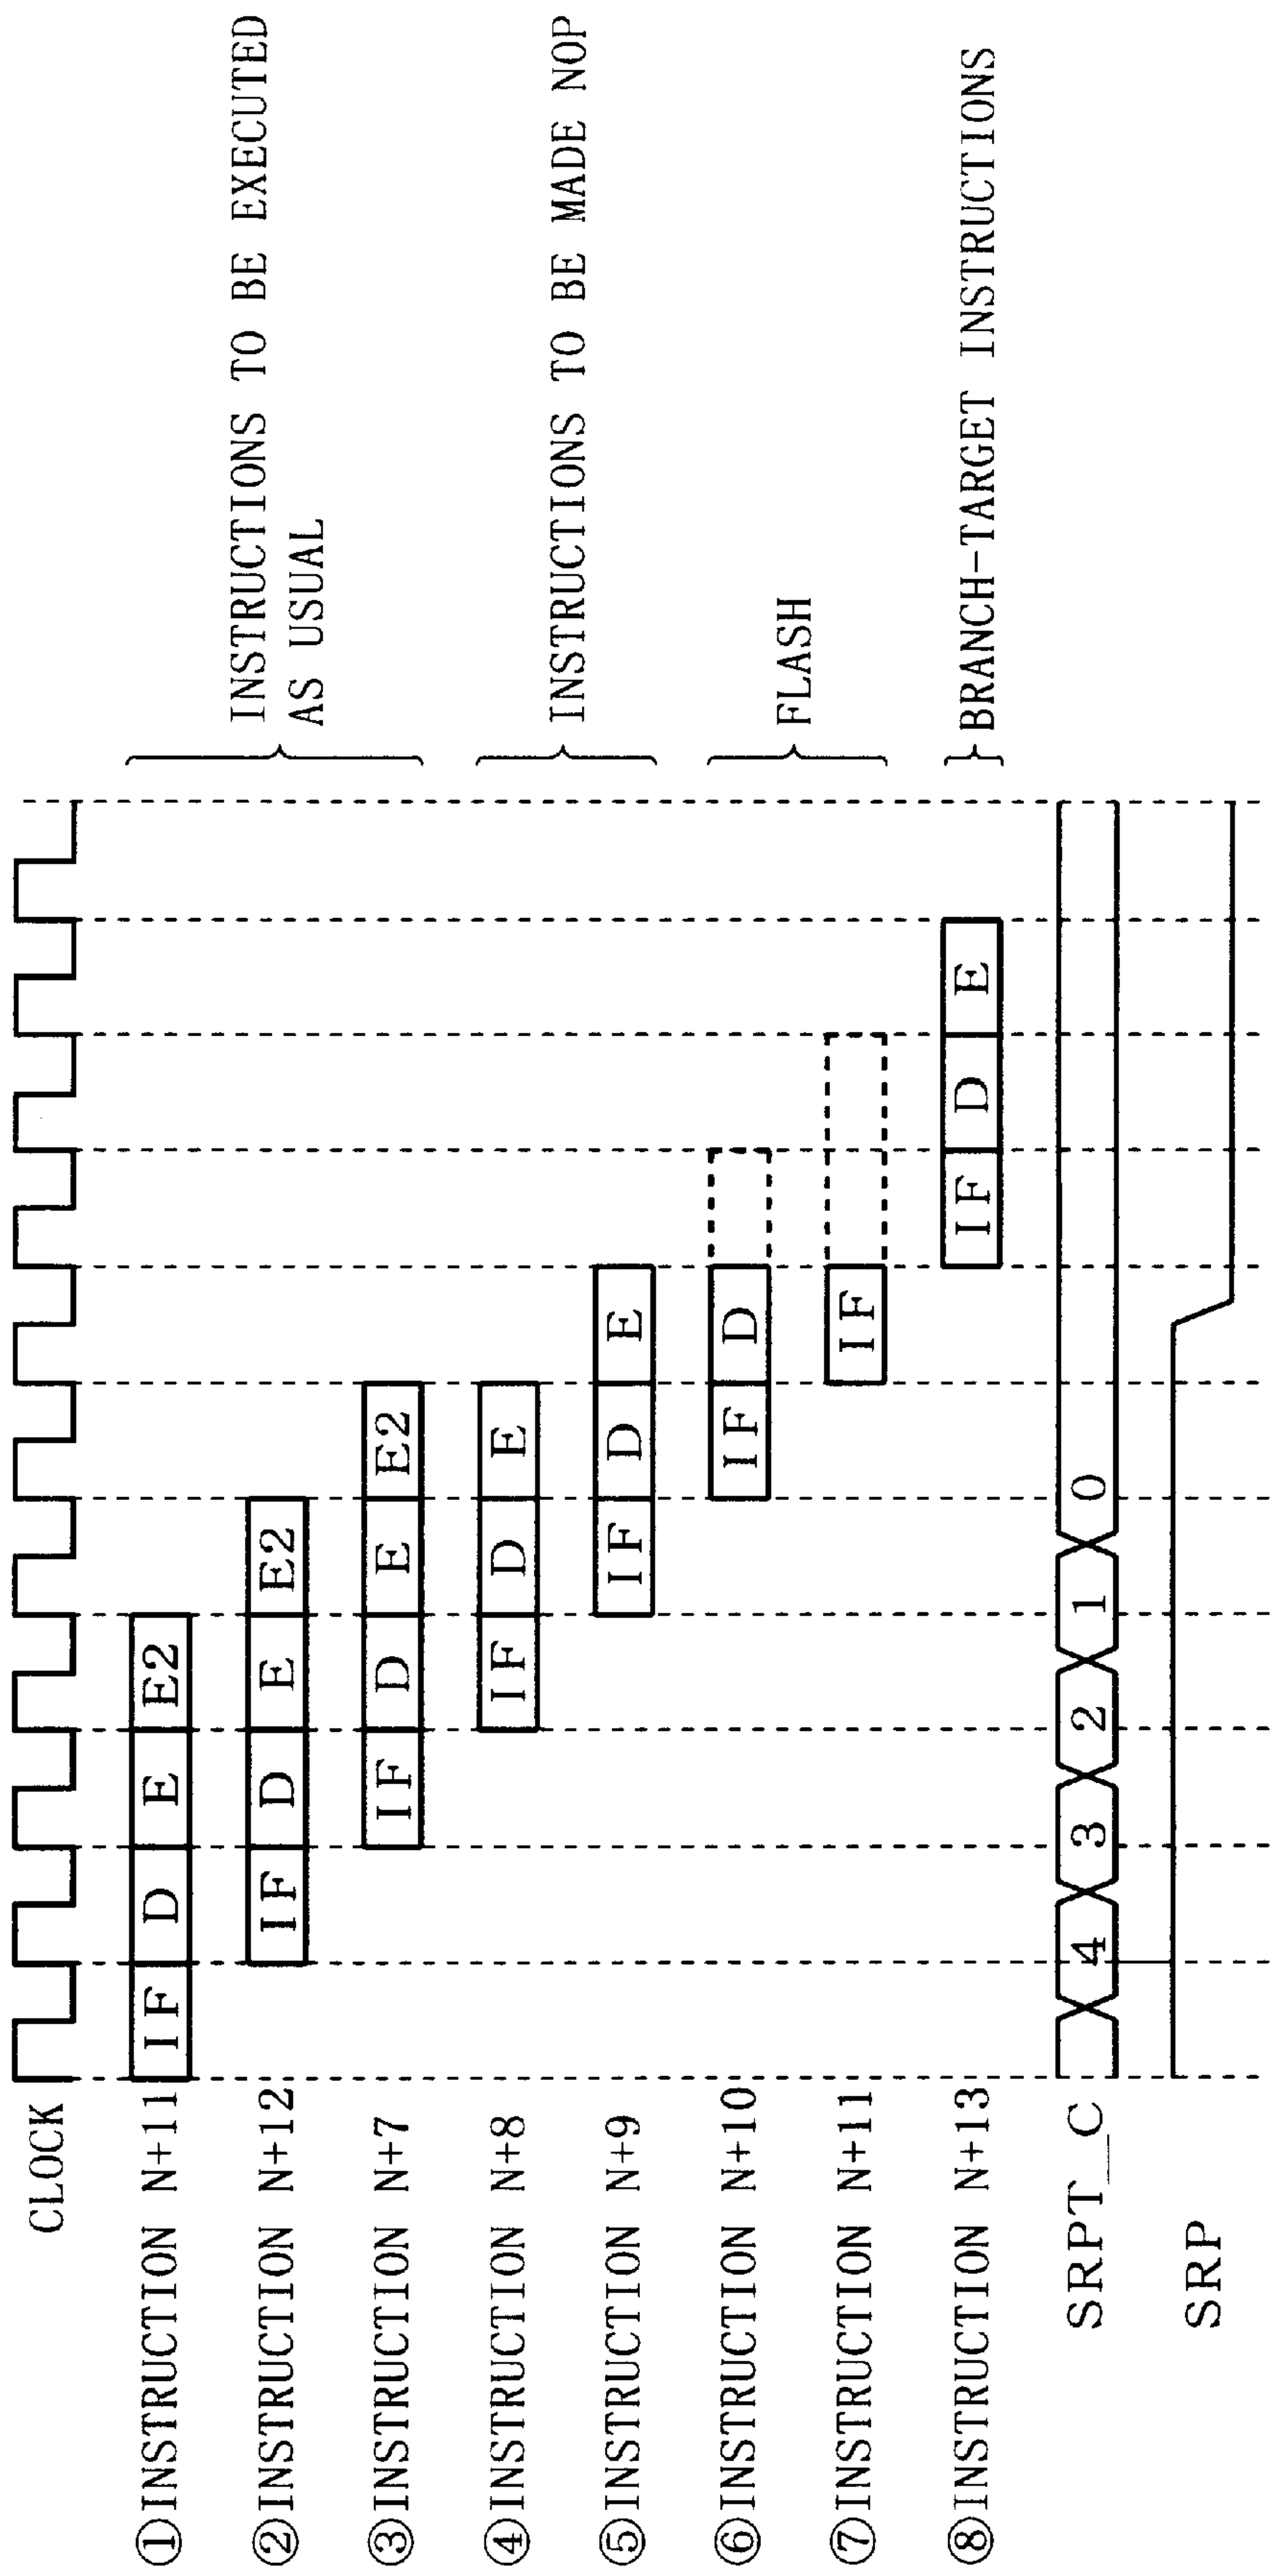 CLOCK
①INSTRUCTION N+11 IF D E E2
②INSTRUCTION N+12 IF D E E2
③INSTRUCTION N+7 IF D E E2
INSTRUCTIONS TO BE EXECUTED
AS USUAL
④INSTRUCTION N+8 IF D E
⑤INSTRUCTION N+9 IF D E
INSTRUCTIONS TO BE MADE NOP
⑥INSTRUCTION N+10 IF D
⑦INSTRUCTION N+11 IF
FLASH
⑧INSTRUCTION N+13 IF D E
BRANCH-TARGET INSTRUCTIONS
SRPT_C 4 3 2 1 0
SRP